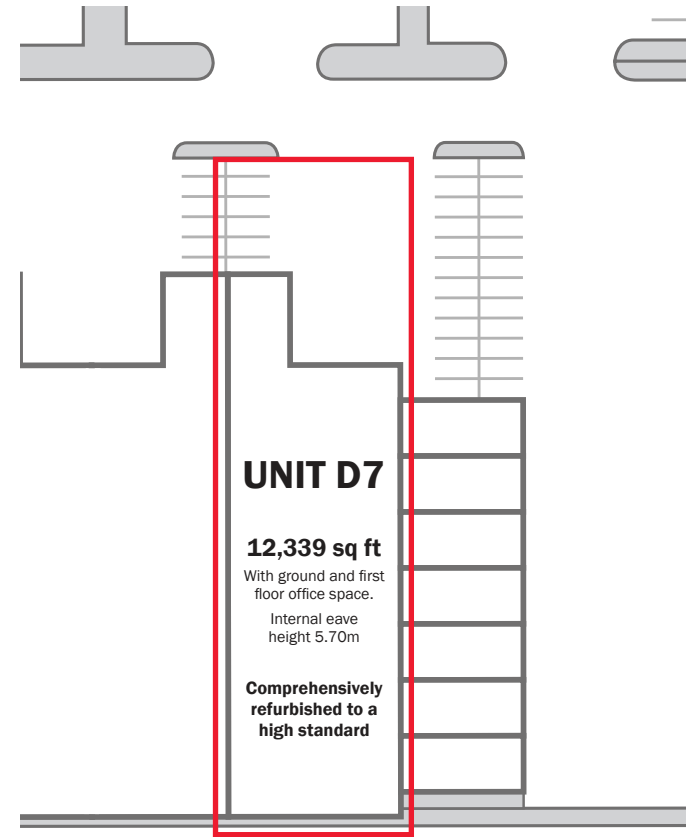 UNIT D7
12,339 sq ft
With ground and first
floor office space.
Internal eave
height 5.70m
Comprehensively
refurbished to a
high standard